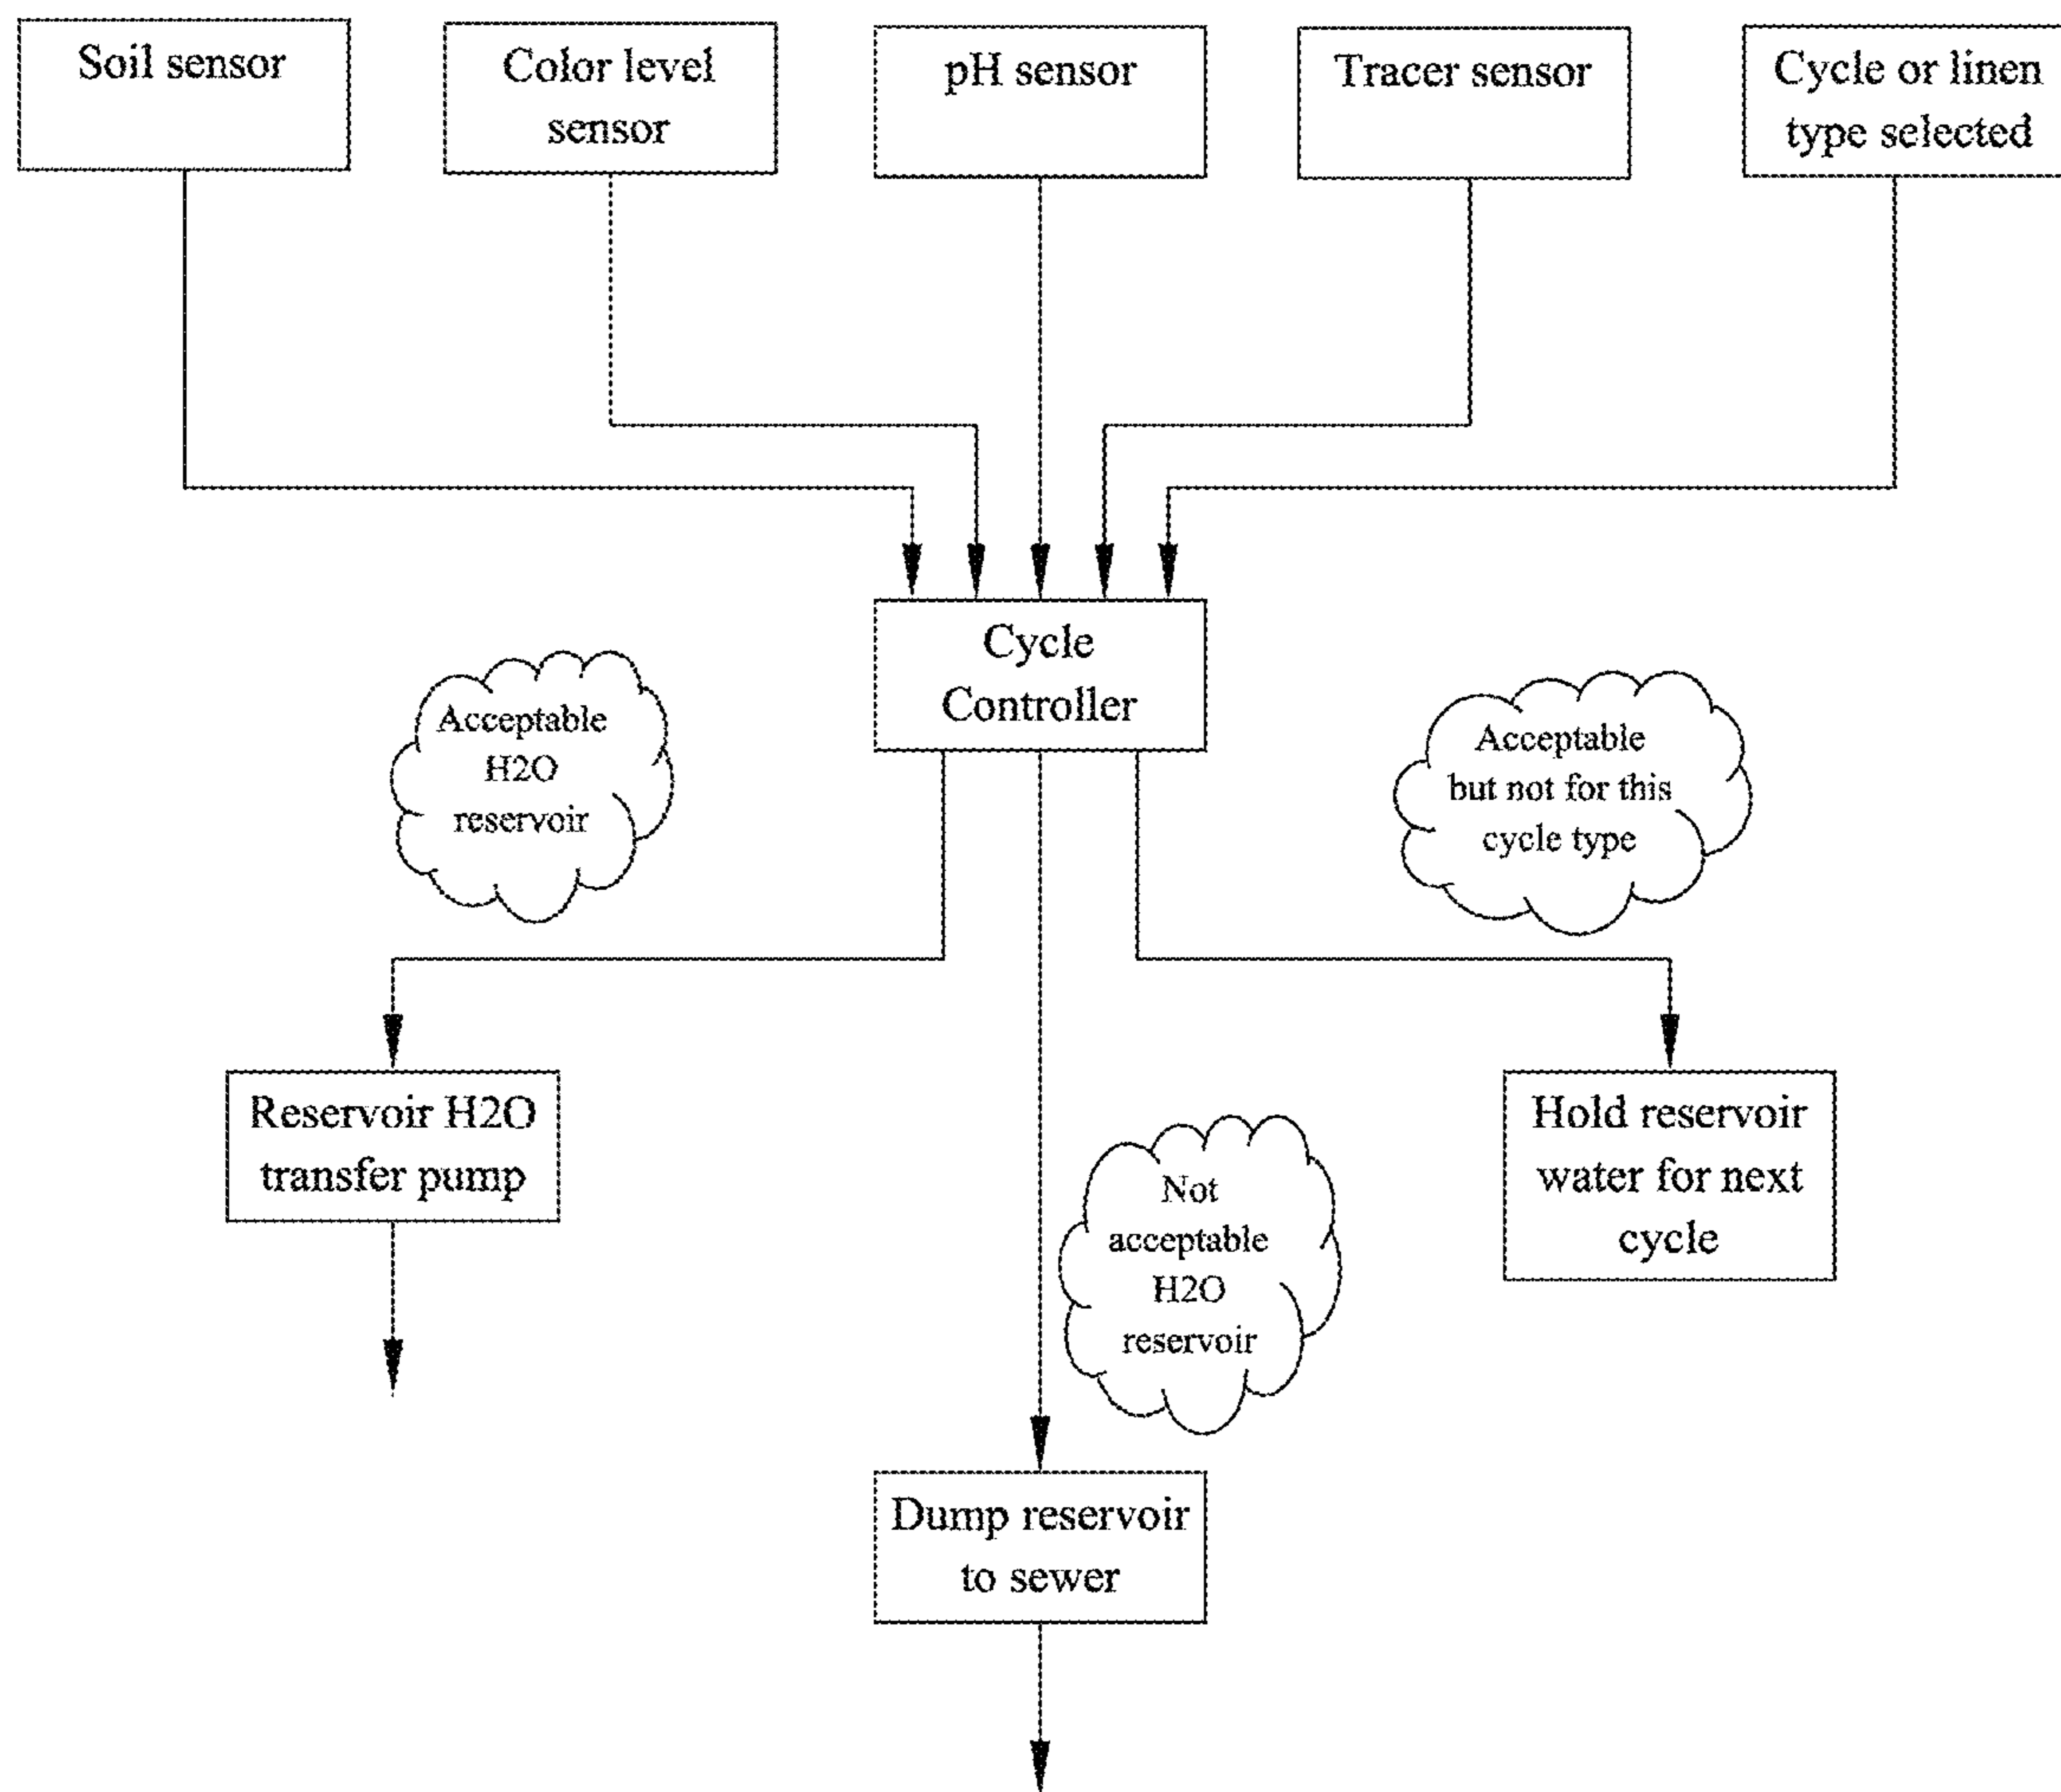 Soil sensor
Color level
sensor
pH sensor
Tracer sensor
Cycle or linen
type selected
Cycle
Controller
Acceptable
H2O
reservoir
Acceptable
but not for this
cycle type
Reservoir H2O
transfer pump
Not
acceptable
H2O
reservoir
Hold reservoir
water for next
cycle
Dump reservoir
to sewer